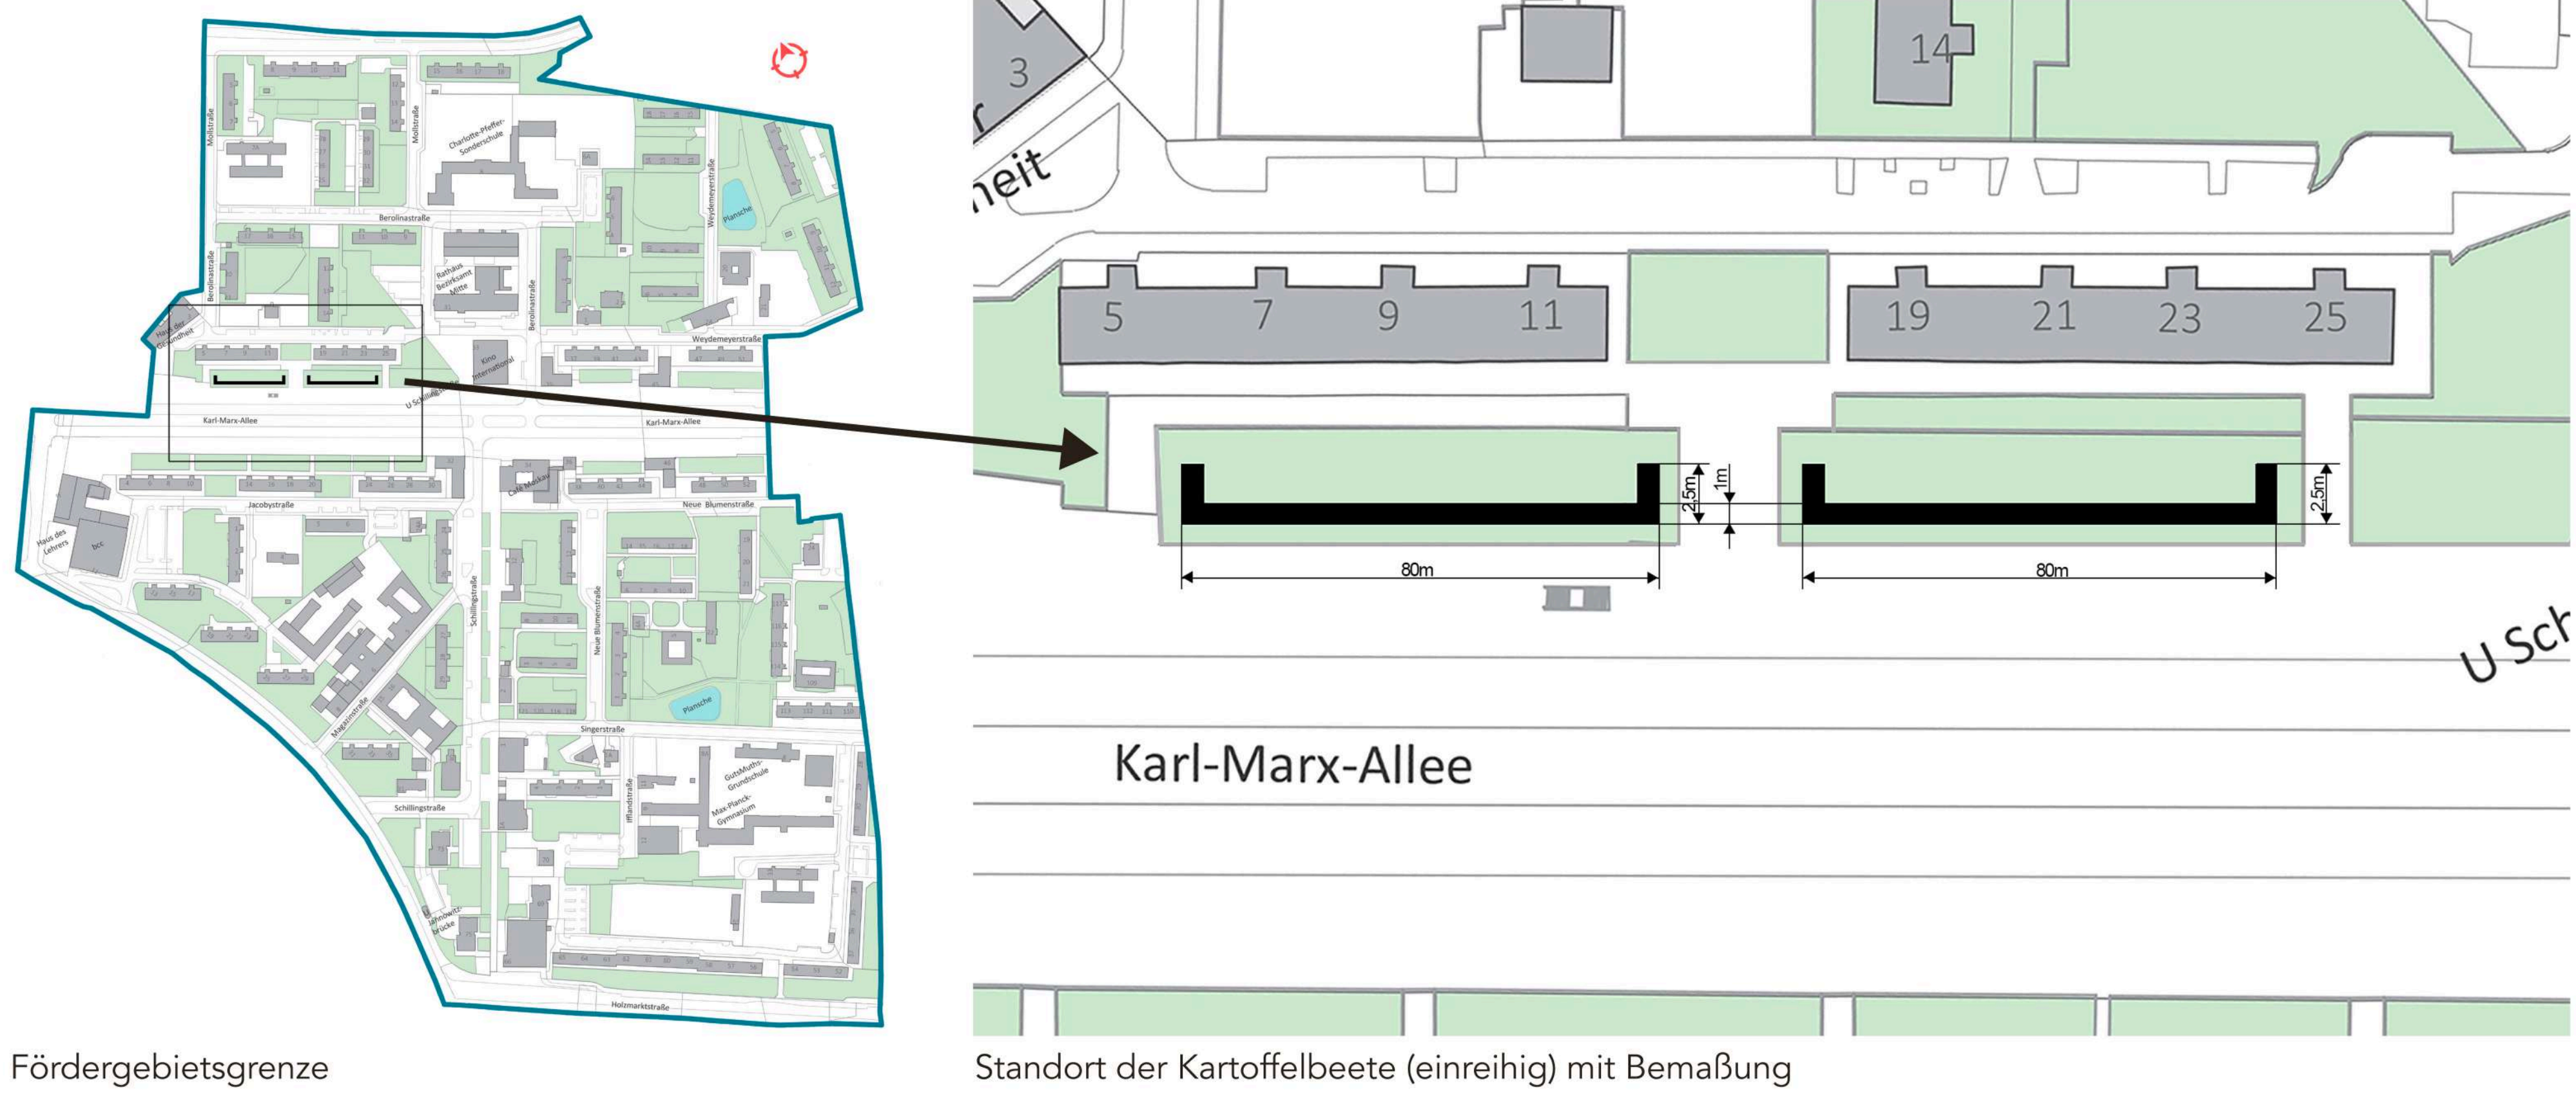 Mollstraße
Mollstraße
Charlotte-Pfeffer-
Sonderschule
Berolinastraße
Weydemeyerstraße
Plansche
Berolinastraße
Rathaus
Bezirksamt
Mitte
Berolinastraße
Haus der
Gesundheit
Kino
International
Weydemeyerstraße
U Schillingstraße
Karl-Marx-Allee
Karl-Marx-Allee
Café Moskau
Jacobystraße
Neue Blumenstraße
Haus des
Lehrers
bcc
Schillingstraße
Neue Blumenstraße
Magazinstraße
Plansche
Singerstraße
GutsMuths-
Grundschule
Max-Planck-
Gymnasium
Ifflandstraße
Schillingstraße
Jannowitz-
brücke
Holzmarktstraße
3
14
r
heit
5 7 9 11 19 21 23 25
2,5m 1m 2,5m
80m 80m
U Sch
Karl-Marx-Allee
Fördergebietsgrenze
Standort der Kartoffelbeete (einreihig) mit Bemaßung